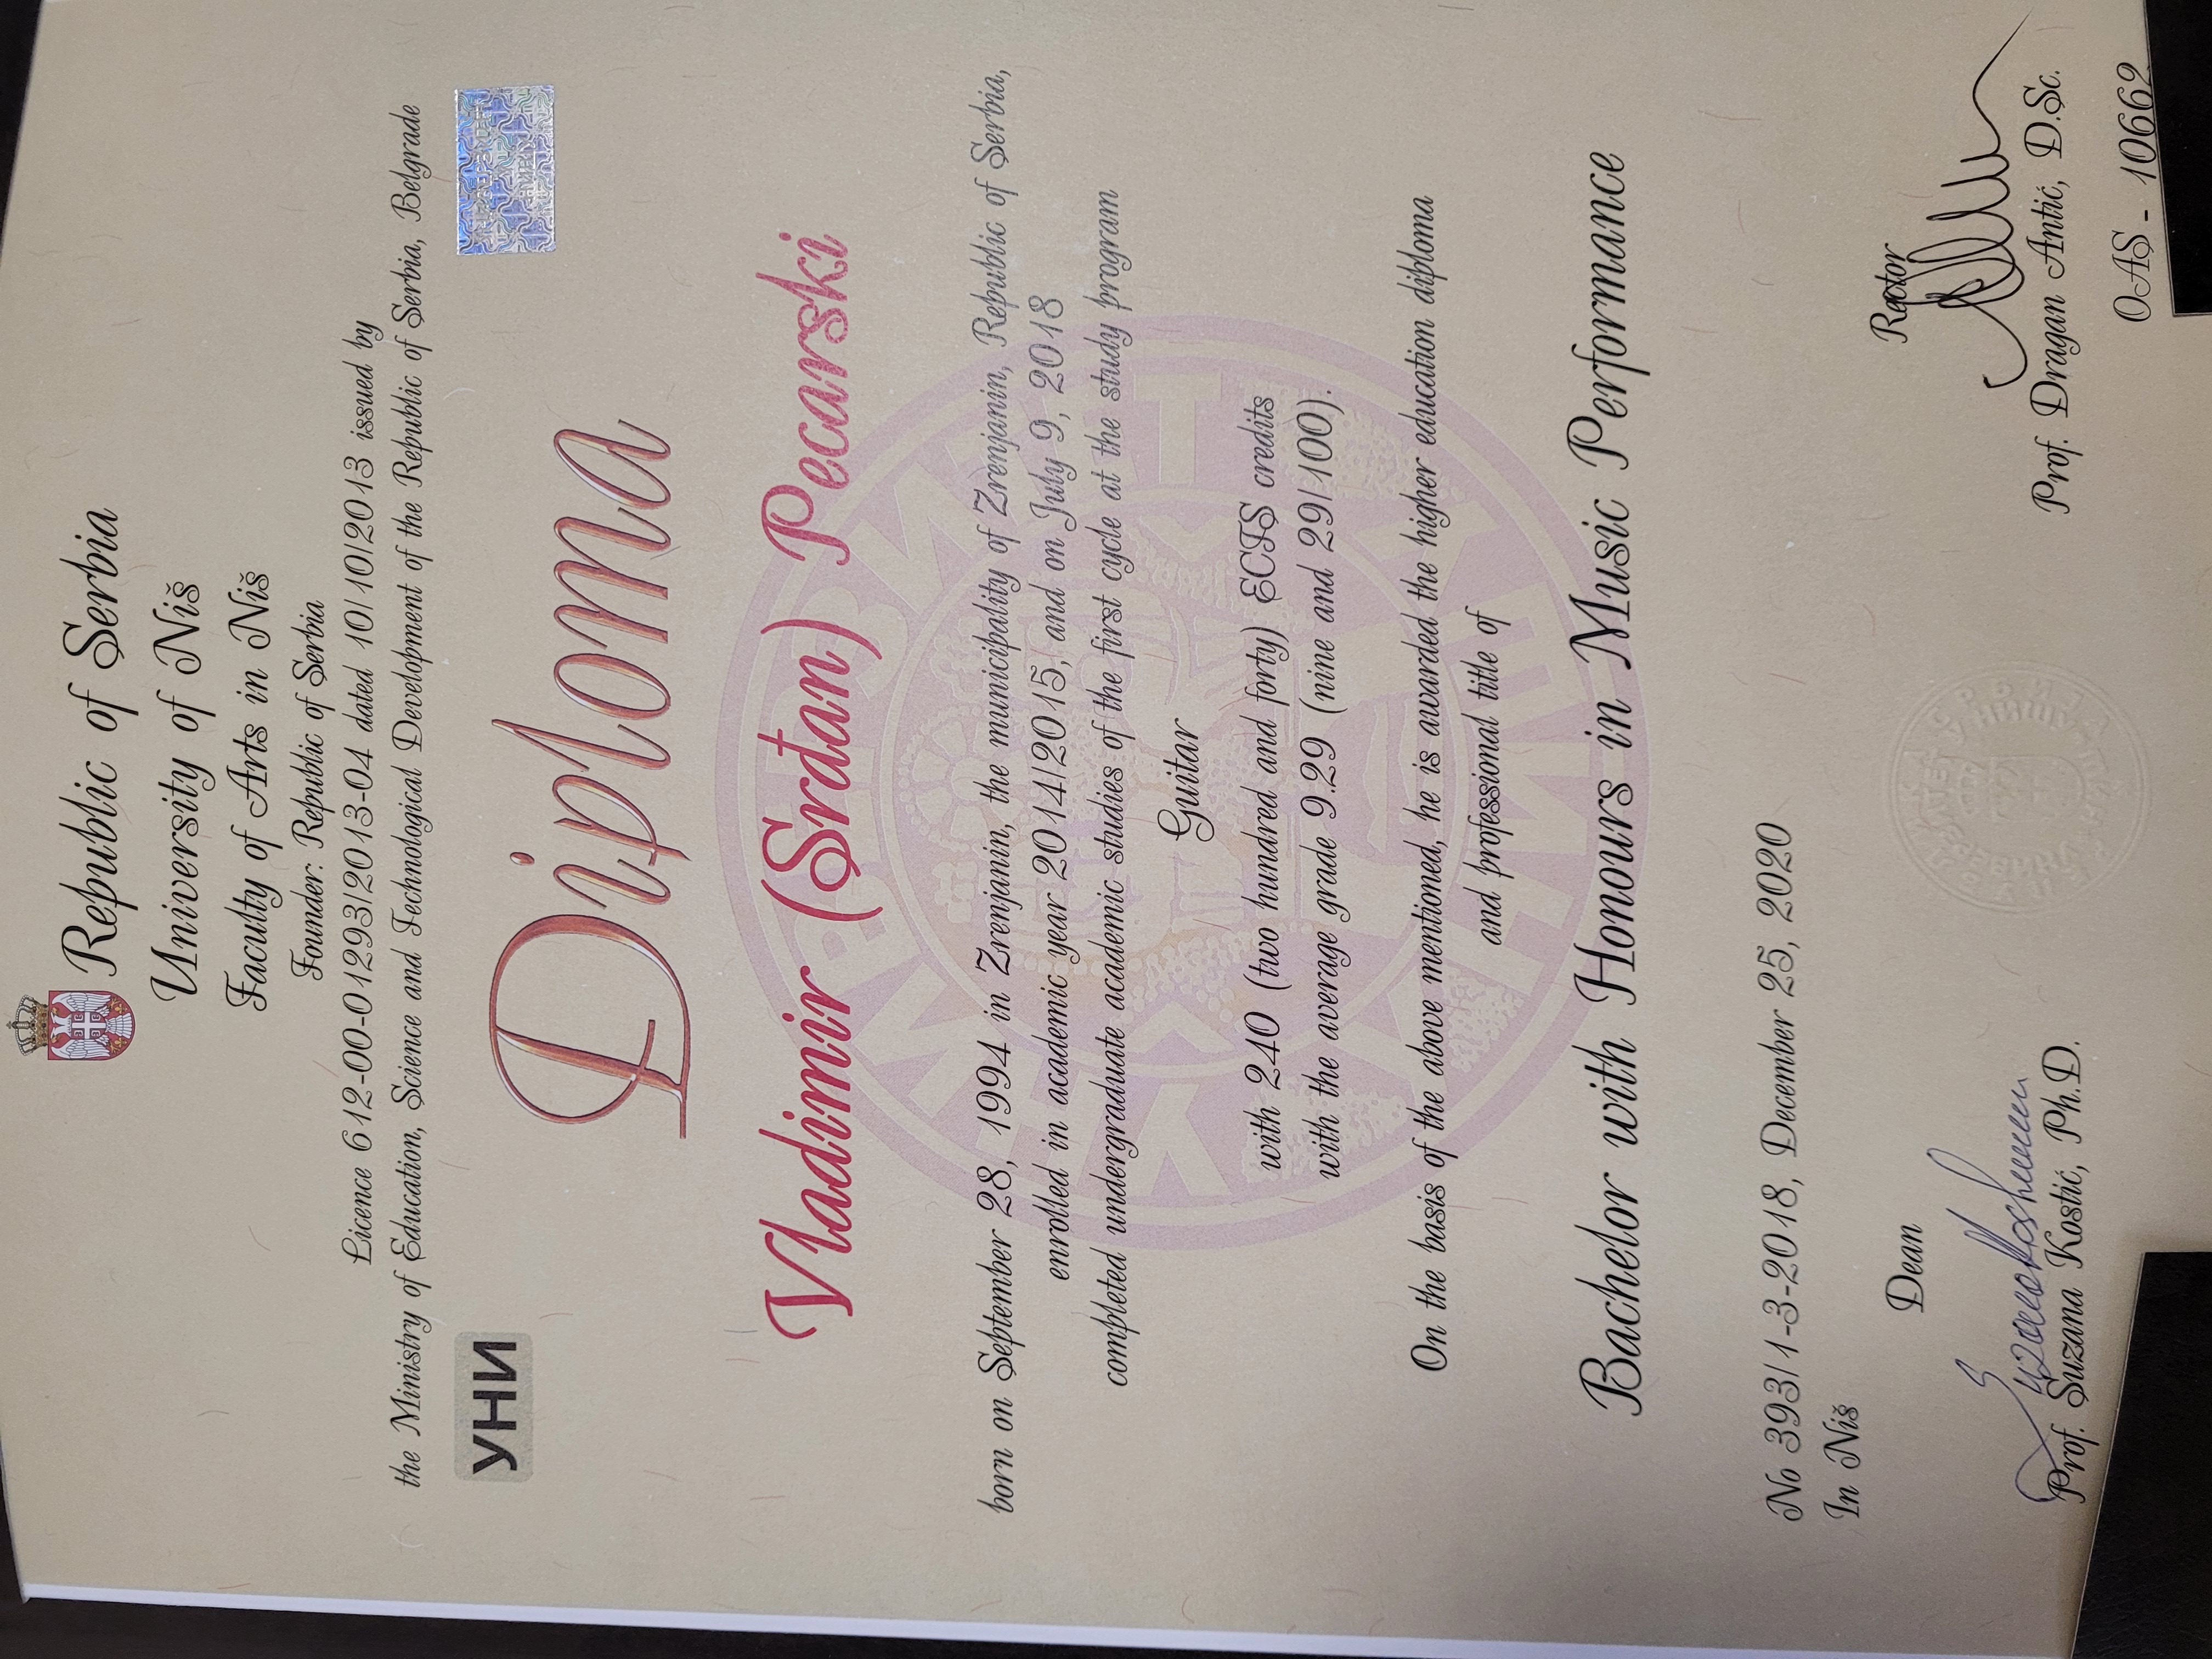 Republic of Serbia
University of Niš
Faculty of Arts in Niš
Founder: Republic of Serbia
Licence 612-00-01293/2013-04 dated 10/10/2013 issued by
the Ministry of Education, Science and Technological Development of the Republic of Serbia, Belgrade
УНИ
Diploma
Vladimir (Srđan) Pecarski
born on September 28, 1994 in Zrenjanin, the municipality of Zrenjanin, Republic of Serbia,
enrolled in academic year 2014/2015, and on July 9, 2018
completed undergraduate academic studies of the first cycle at the study program
Guitar
with 240 (two hundred and forty) ECTS credits
with the average grade 9.29 (nine and 29/100).
On the basis of the above mentioned, he is awarded the higher education diploma
and professional title of
Bachelor with Honours in Music Performance
No 393/1-3-2018, December 25, 2020
In Niš
Dean
Rector
Prof. Suzana Kostić, Ph.D.
Prof. Dragan Antić, D.Sc.
OAS - 10662